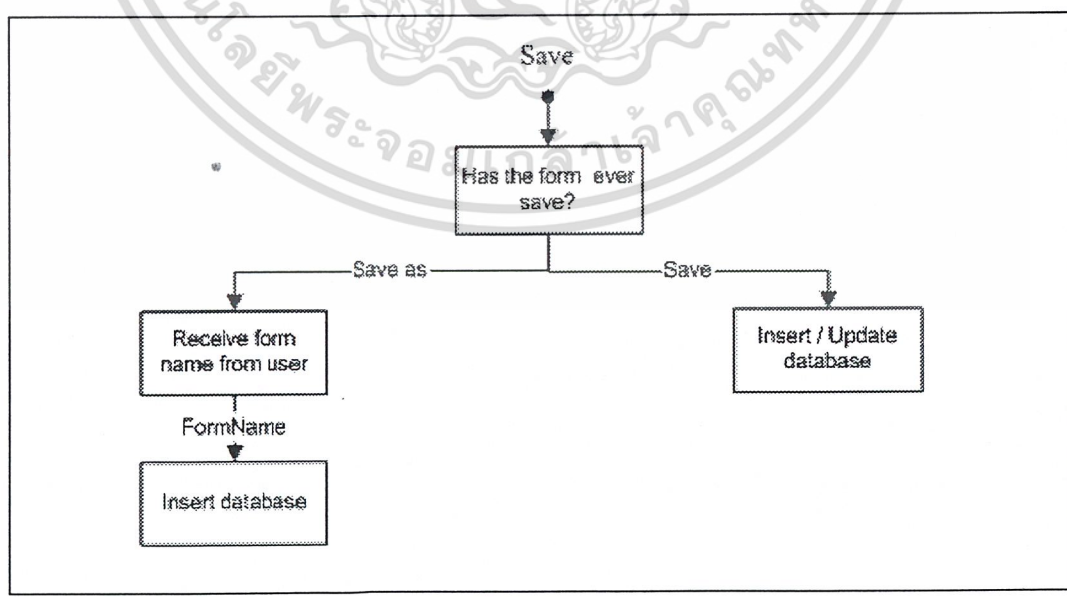 Save
Has the form ever
save?
Save as
Save
Receive form
name from user
Insert / Update
database
FormName
Insert database